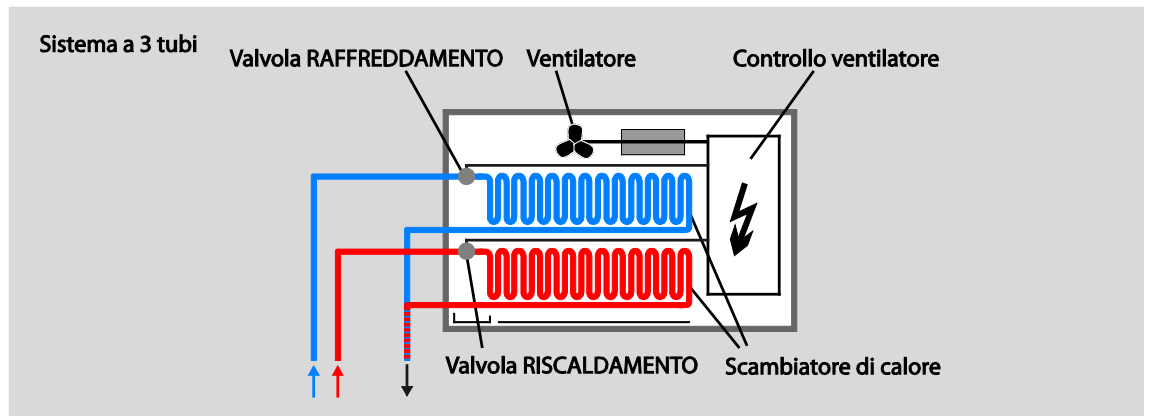 Sistema a 3 tubi
Valvola RAFFREDDAMENTO
Ventilatore
Controllo ventilatore
Valvola RISCALDAMENTO
Scambiatore di calore